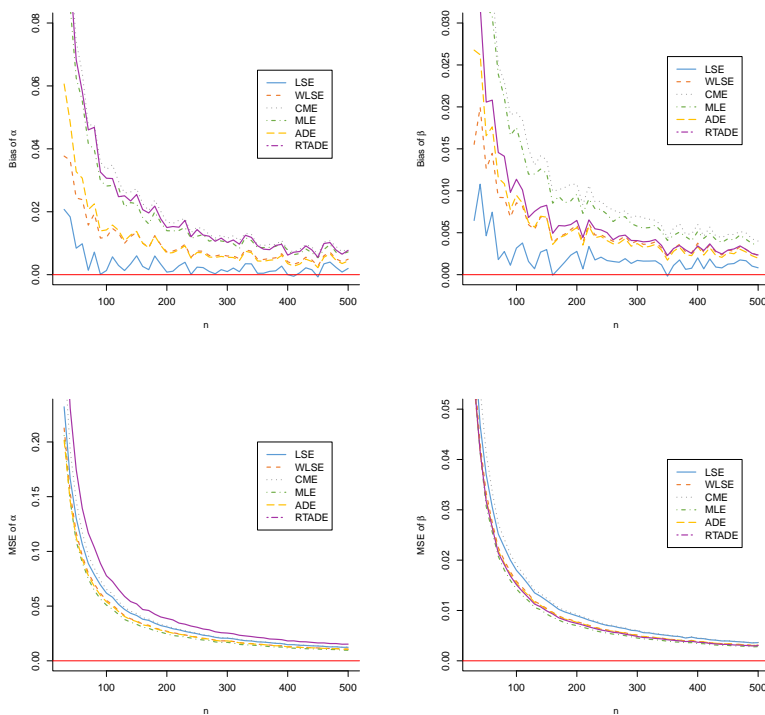 Bias of α
0.00
0.02
0.04
0.06
0.08
LSE
WLSE
CME
MLE
ADE
RTADE
100
200
300
400
500
n
Bias of β
0.000
0.005
0.010
0.015
0.020
0.025
0.030
LSE
WLSE
CME
MLE
ADE
RTADE
100
200
300
400
500
n
MSE of α
0.00
0.05
0.10
0.15
0.20
LSE
WLSE
CME
MLE
ADE
RTADE
100
200
300
400
500
n
MSE of β
0.00
0.01
0.02
0.03
0.04
0.05
LSE
WLSE
CME
MLE
ADE
RTADE
100
200
300
400
500
n